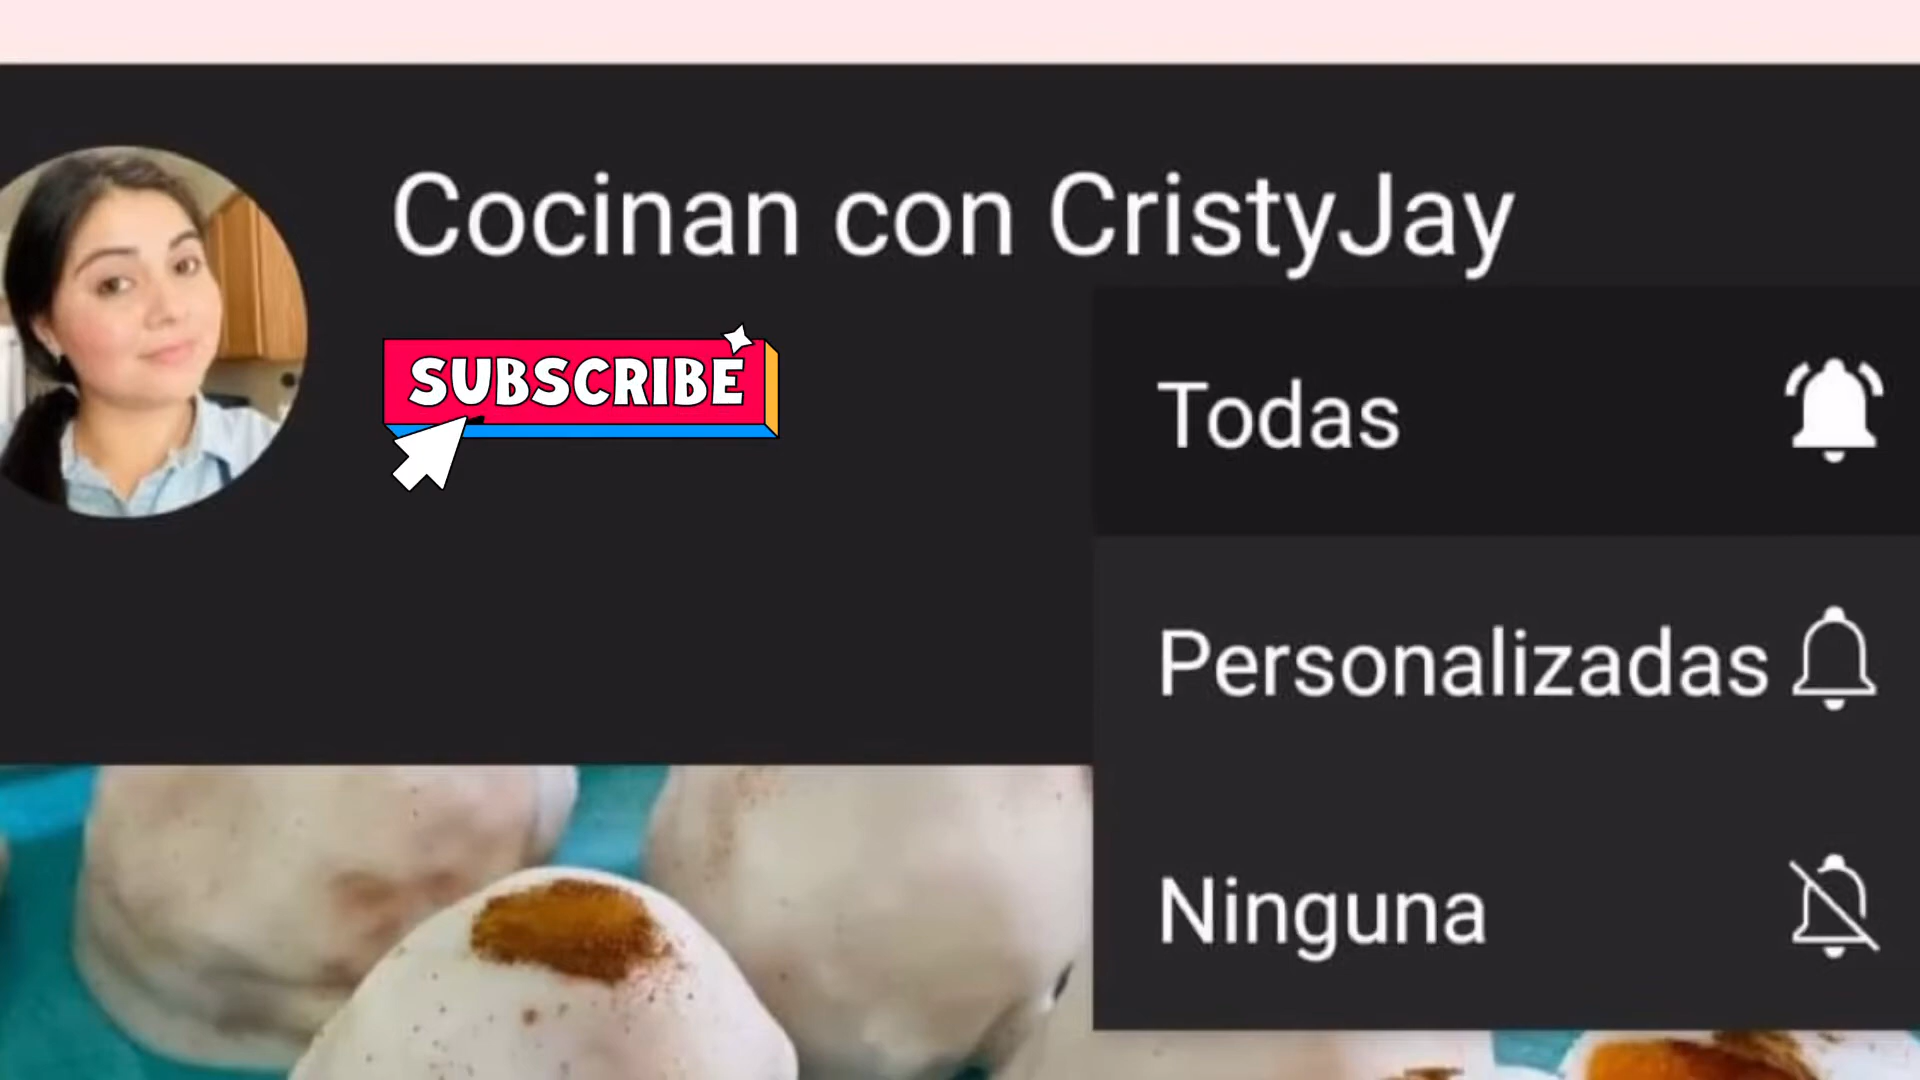 Cocinan con CristyJay
SUBSCRIBE
Todas
Personalizadas
Ninguna